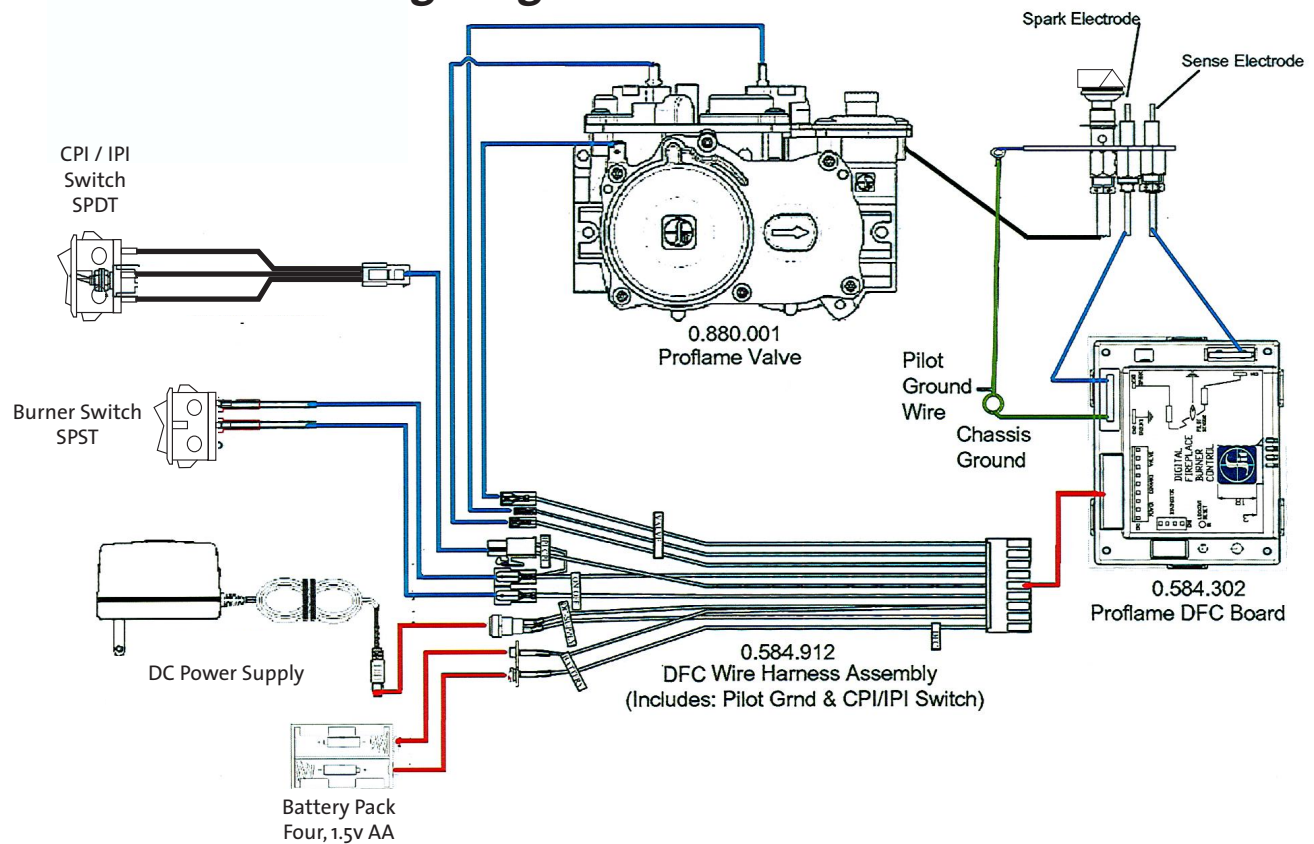 Spark Electrode
Sense Electrode
CPI / IPI
Switch
SPDT
0.880.001
Proflame Valve
Pilot
Ground
Wire
Chassis
Ground
Burner Switch
SPST
DIGITAL
FIREPLACE
BURNER
CONTROL
0.584.302
Proflame DFC Board
DC Power Supply
0.584.912
DFC Wire Harness Assembly
(Includes: Pilot Grnd & CPI/IPI Switch)
Battery Pack
Four, 1.5v AA